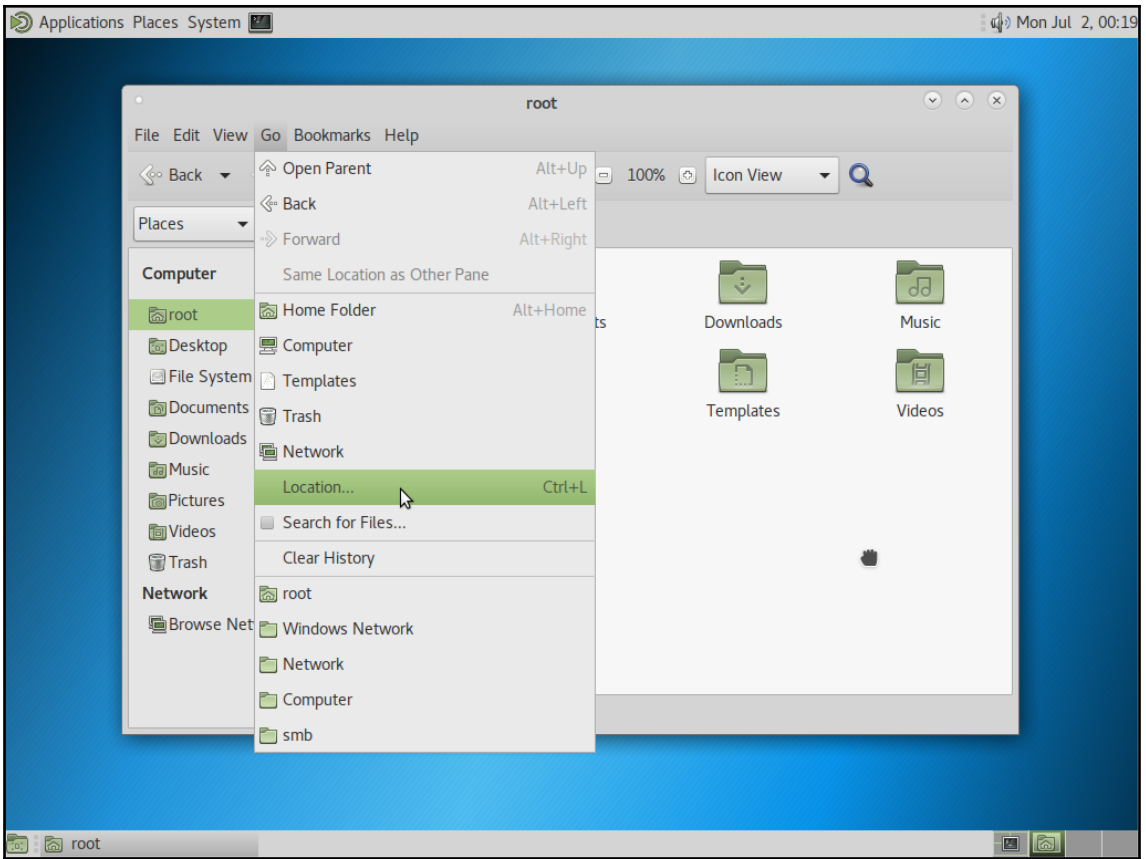 Applications Places System Mon Jul 2, 00:19
root
File Edit View Go Bookmarks Help
Back 100% Icon View
Places
Open Parent Alt+Up
Back Alt+Left
Forward Alt+Right
Same Location as Other Pane
Home Folder Alt+Home
Computer
Templates
Trash
Network
Location... Ctrl+L
Search for Files...
Clear History
root
Windows Network
Network
Computer
smb
Computer
root
Desktop
File System
Documents
Downloads
Music
Pictures
Videos
Trash
Network
Browse Net
ts
Downloads
Music
Templates
Videos
root